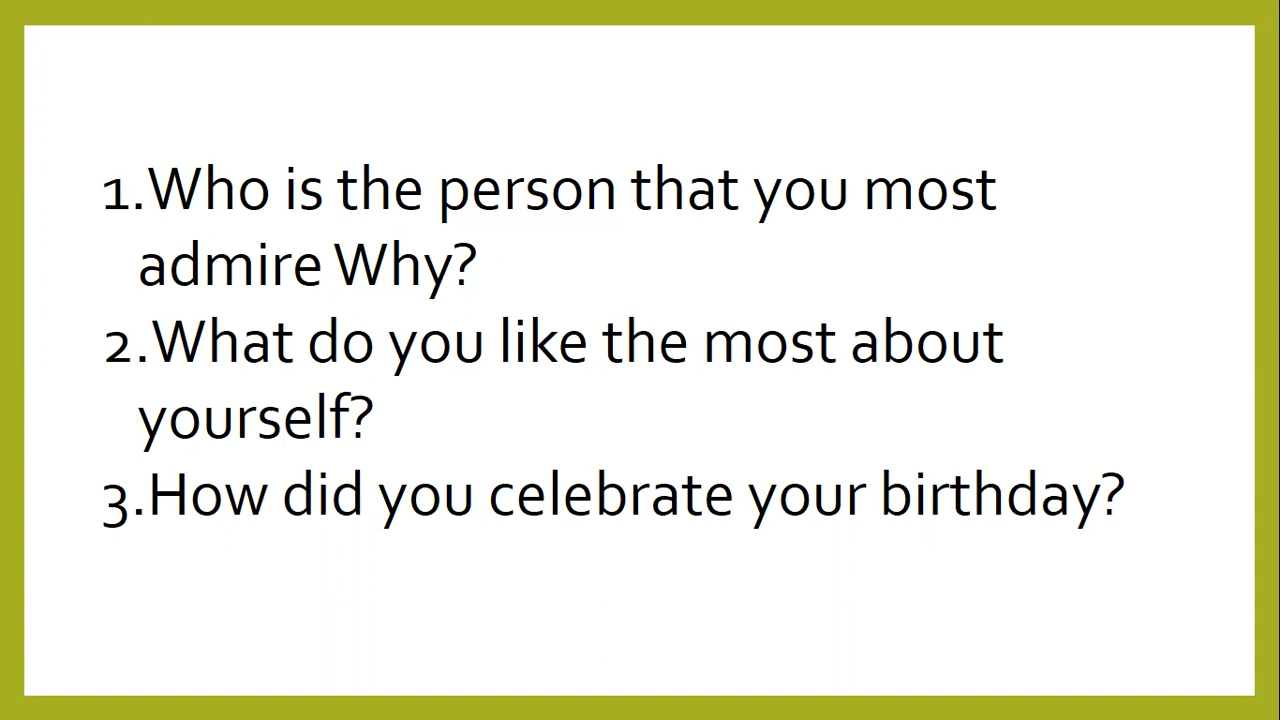 1.Who is the person that you most
admire Why?
2.What do you like the most about
yourself?
3.How did you celebrate your birthday?